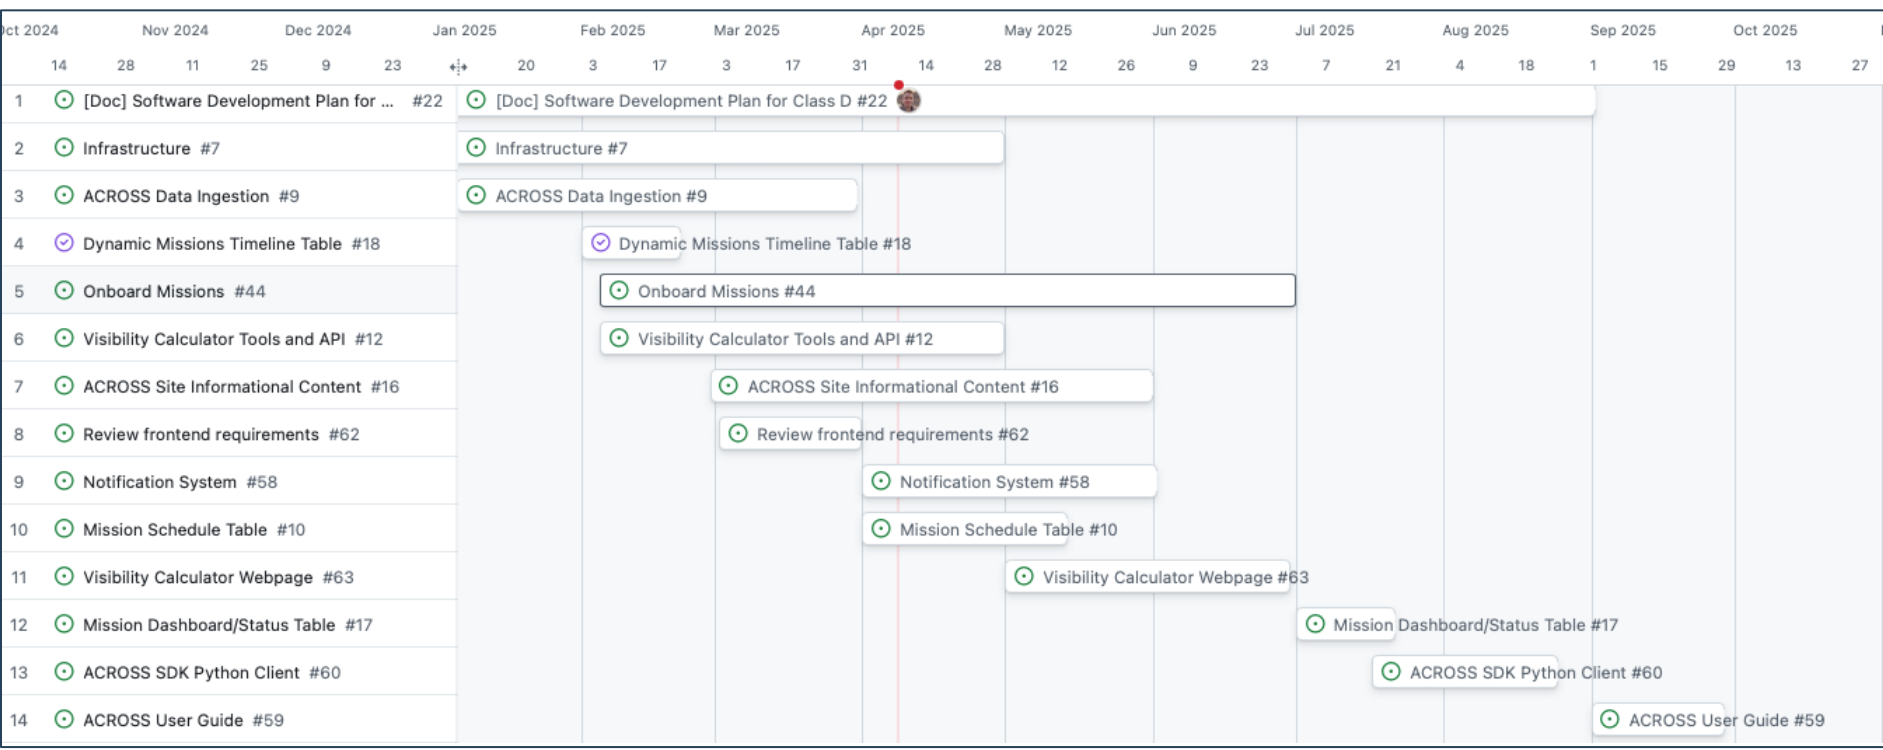 Oct 2024 Nov 2024 Dec 2024 Jan 2025 Feb 2025 Mar 2025 Apr 2025 May 2025 Jun 2025 Jul 2025 Aug 2025 Sep 2025 Oct 2025
14 28 11 25 9 23 20 3 17 3 17 31 14 28 12 26 9 23 7 21 4 18 1 15 29 13 27
1 [Doc] Software Development Plan for ... #22 [Doc] Software Development Plan for Class D #22
2 Infrastructure #7 Infrastructure #7
3 ACROSS Data Ingestion #9 ACROSS Data Ingestion #9
4 Dynamic Missions Timeline Table #18 Dynamic Missions Timeline Table #18
5 Onboard Missions #44 Onboard Missions #44
6 Visibility Calculator Tools and API #12 Visibility Calculator Tools and API #12
7 ACROSS Site Informational Content #16 ACROSS Site Informational Content #16
8 Review frontend requirements #62 Review frontend requirements #62
9 Notification System #58 Notification System #58
10 Mission Schedule Table #10 Mission Schedule Table #10
11 Visibility Calculator Webpage #63 Visibility Calculator Webpage #63
12 Mission Dashboard/Status Table #17 Mission Dashboard/Status Table #17
13 ACROSS SDK Python Client #60 ACROSS SDK Python Client #60
14 ACROSS User Guide #59 ACROSS User Guide #59